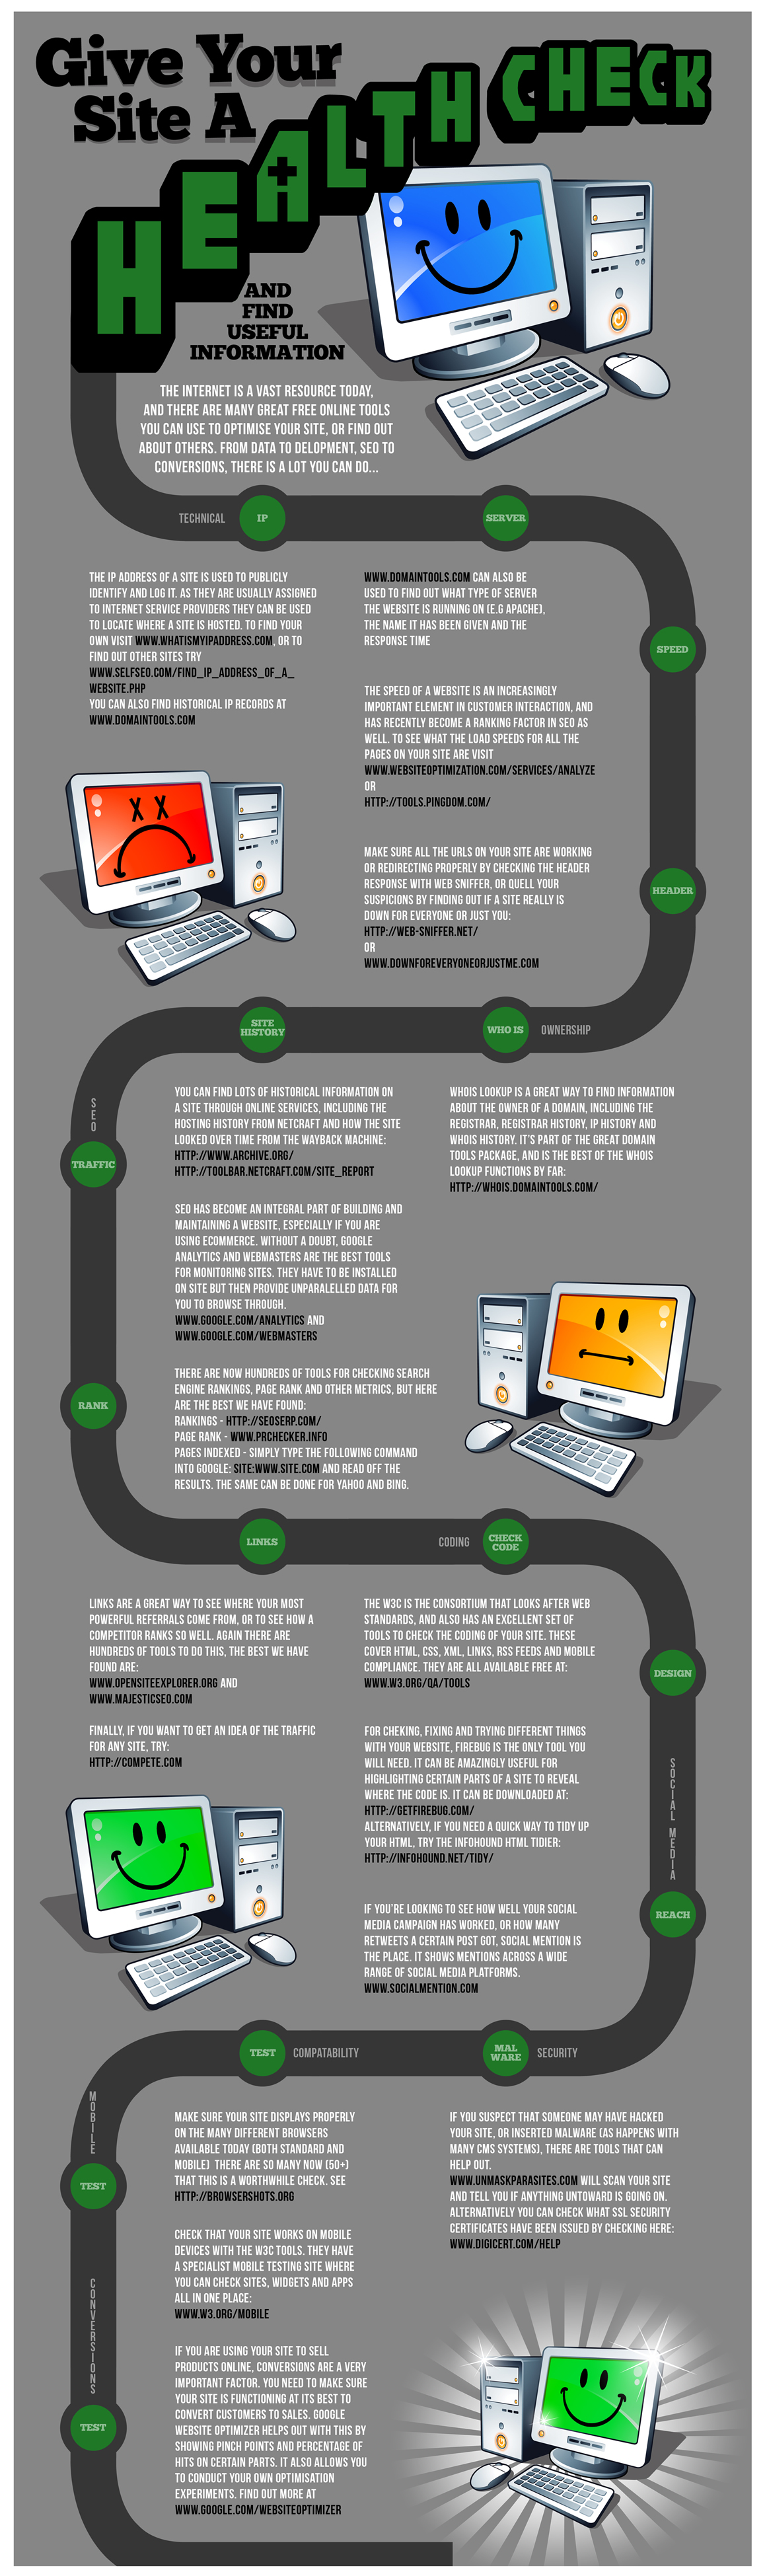 Give Your
Site A
HEALTH CHECK
AND
FIND
USEFUL
INFORMATION
THE INTERNET IS A VAST RESOURCE TODAY,
AND THERE ARE MANY GREAT FREE ONLINE TOOLS
YOU CAN USE TO OPTIMISE YOUR SITE, OR FIND OUT
ABOUT OTHERS. FROM DATA TO DELOPMENT, SEO TO
CONVERSIONS, THERE IS A LOT YOU CAN DO...
TECHNICAL
IP
SERVER
THE IP ADDRESS OF A SITE IS USED TO PUBLICLY
IDENTIFY AND LOG IT. AS THEY ARE USUALLY ASSIGNED
TO INTERNET SERVICE PROVIDERS THEY CAN BE USED
TO LOCATE WHERE A SITE IS HOSTED. TO FIND YOUR
OWN VISIT WWW.WHATISMYIPADDRESS.COM, OR TO
FIND OUT OTHER SITES TRY
WWW.SELFSEO.COM/FIND_IP_ADDRESS_OF_A_
WEBSITE.PHP
YOU CAN ALSO FIND HISTORICAL IP RECORDS AT
WWW.DOMAINTOOLS.COM
WWW.DOMAINTOOLS.COM CAN ALSO BE
USED TO FIND OUT WHAT TYPE OF SERVER
THE WEBSITE IS RUNNING ON (E.G APACHE),
THE NAME IT HAS BEEN GIVEN AND THE
RESPONSE TIME
SPEED
THE SPEED OF A WEBSITE IS AN INCREASINGLY
IMPORTANT ELEMENT IN CUSTOMER INTERACTION, AND
HAS RECENTLY BECOME A RANKING FACTOR IN SEO AS
WELL. TO SEE WHAT THE LOAD SPEEDS FOR ALL THE
PAGES ON YOUR SITE ARE VISIT
WWW.WEBSITEOPTIMIZATION.COM/SERVICES/ANALYZE
OR
HTTP://TOOLS.PINGDOM.COM/
MAKE SURE ALL THE URLS ON YOUR SITE ARE WORKING
OR REDIRECTING PROPERLY BY CHECKING THE HEADER
RESPONSE WITH WEB SNIFFER, OR QUELL YOUR
SUSPICIONS BY FINDING OUT IF A SITE REALLY IS
DOWN FOR EVERYONE OR JUST YOU:
HTTP://WEB-SNIFFER.NET/
OR
WWW.DOWNFOREVERYONEORJUSTME.COM
HEADER
SITE
HISTORY
WHO IS
OWNERSHIP
SEO
TRAFFIC
YOU CAN FIND LOTS OF HISTORICAL INFORMATION ON
A SITE THROUGH ONLINE SERVICES, INCLUDING THE
HOSTING HISTORY FROM NETCRAFT AND HOW THE SITE
LOOKED OVER TIME FROM THE WAYBACK MACHINE:
HTTP://WWW.ARCHIVE.ORG/
HTTP://TOOLBAR.NETCRAFT.COM/SITE_REPORT
WHOIS LOOKUP IS A GREAT WAY TO FIND INFORMATION
ABOUT THE OWNER OF A DOMAIN, INCLUDING THE
REGISTRAR, REGISTRAR HISTORY, IP HISTORY AND
WHOIS HISTORY. IT'S PART OF THE GREAT DOMAIN
TOOLS PACKAGE, AND IS THE BEST OF THE WHOIS
LOOKUP FUNCTIONS BY FAR:
HTTP://WHOIS.DOMAINTOOLS.COM/
SEO HAS BECOME AN INTEGRAL PART OF BUILDING AND
MAINTAINING A WEBSITE, ESPECIALLY IF YOU ARE
USING ECOMMERCE. WITHOUT A DOUBT, GOOGLE
ANALYTICS AND WEBMASTERS ARE THE BEST TOOLS
FOR MONITORING SITES. THEY HAVE TO BE INSTALLED
ON SITE BUT THEN PROVIDE UNPARALELLED DATA FOR
YOU TO BROWSE THROUGH.
WWW.GOOGLE.COM/ANALYTICS AND
WWW.GOOGLE.COM/WEBMASTERS
RANK
THERE ARE NOW HUNDREDS OF TOOLS FOR CHECKING SEARCH
ENGINE RANKINGS, PAGE RANK AND OTHER METRICS, BUT HERE
ARE THE BEST WE HAVE FOUND:
RANKINGS - HTTP://SEOSERP.COM/
PAGE RANK - WWW.PRCHECKER.INFO
PAGES INDEXED - SIMPLY TYPE THE FOLLOWING COMMAND
INTO GOOGLE: SITE:WWW.SITE.COM AND READ OFF THE
RESULTS. THE SAME CAN BE DONE FOR YAHOO AND BING.
LINKS
CODING
CHECK
CODE
LINKS ARE A GREAT WAY TO SEE WHERE YOUR MOST
POWERFUL REFERRALS COME FROM, OR TO SEE HOW A
COMPETITOR RANKS SO WELL. AGAIN THERE ARE
HUNDREDS OF TOOLS TO DO THIS, THE BEST WE HAVE
FOUND ARE:
WWW.OPENSITEEXPLORER.ORG AND
WWW.MAJESTICSEO.COM
FINALLY, IF YOU WANT TO GET AN IDEA OF THE TRAFFIC
FOR ANY SITE, TRY:
HTTP://COMPETE.COM
THE W3C IS THE CONSORTIUM THAT LOOKS AFTER WEB
STANDARDS, AND ALSO HAS AN EXCELLENT SET OF
TOOLS TO CHECK THE CODING OF YOUR SITE. THESE
COVER HTML, CSS, XML, LINKS, RSS FEEDS AND MOBILE
COMPLIANCE. THEY ARE ALL AVAILABLE FREE AT:
WWW.W3.ORG/QA/TOOLS
DESIGN
FOR CHEKING, FIXING AND TRYING DIFFERENT THINGS
WITH YOUR WEBSITE, FIREBUG IS THE ONLY TOOL YOU
WILL NEED. IT CAN BE AMAZINGLY USEFUL FOR
HIGHLIGHTING CERTAIN PARTS OF A SITE TO REVEAL
WHERE THE CODE IS. IT CAN BE DOWNLOADED AT:
HTTP://GETFIREBUG.COM/
ALTERNATIVELY, IF YOU NEED A QUICK WAY TO TIDY UP
YOUR HTML, TRY THE INFOHOUND HTML TIDIER:
HTTP://INFOHOUND.NET/TIDY/
SOCIAL MEDIA
REACH
IF YOU'RE LOOKING TO SEE HOW WELL YOUR SOCIAL
MEDIA CAMPAIGN HAS WORKED, OR HOW MANY
RETWEETS A CERTAIN POST GOT, SOCIAL MENTION IS
THE PLACE. IT SHOWS MENTIONS ACROSS A WIDE
RANGE OF SOCIAL MEDIA PLATFORMS.
WWW.SOCIALMENTION.COM
TEST
COMPATABILITY
MAL
WARE
SECURITY
MOBILE
TEST
MAKE SURE YOUR SITE DISPLAYS PROPERLY
ON THE MANY DIFFERENT BROWSERS
AVAILABLE TODAY (BOTH STANDARD AND
MOBILE) THERE ARE SO MANY NOW (50+)
THAT THIS IS A WORTHWHILE CHECK. SEE
HTTP://BROWSERSHOTS.ORG
IF YOU SUSPECT THAT SOMEONE MAY HAVE HACKED
YOUR SITE, OR INSERTED MALWARE (AS HAPPENS WITH
MANY CMS SYSTEMS), THERE ARE TOOLS THAT CAN
HELP OUT.
WWW.UNMASKPARASITES.COM WILL SCAN YOUR SITE
AND TELL YOU IF ANYTHING UNTOWARD IS GOING ON.
ALTERNATIVELY YOU CAN CHECK WHAT SSL SECURITY
CERTIFICATES HAVE BEEN ISSUED BY CHECKING HERE:
WWW.DIGICERT.COM/HELP
CHECK THAT YOUR SITE WORKS ON MOBILE
DEVICES WITH THE W3C TOOLS. THEY HAVE
A SPECIALIST MOBILE TESTING SITE WHERE
YOU CAN CHECK SITES, WIDGETS AND APPS
ALL IN ONE PLACE:
WWW.W3.ORG/MOBILE
CONVERSIONS
TEST
IF YOU ARE USING YOUR SITE TO SELL
PRODUCTS ONLINE, CONVERSIONS ARE A VERY
IMPORTANT FACTOR. YOU NEED TO MAKE SURE
YOUR SITE IS FUNCTIONING AT ITS BEST TO
CONVERT CUSTOMERS TO SALES. GOOGLE
WEBSITE OPTIMIZER HELPS OUT WITH THIS BY
SHOWING PINCH POINTS AND PERCENTAGE OF
HITS ON CERTAIN PARTS. IT ALSO ALLOWS YOU
TO CONDUCT YOUR OWN OPTIMISATION
EXPERIMENTS. FIND OUT MORE AT
WWW.GOOGLE.COM/WEBSITEOPTIMIZER